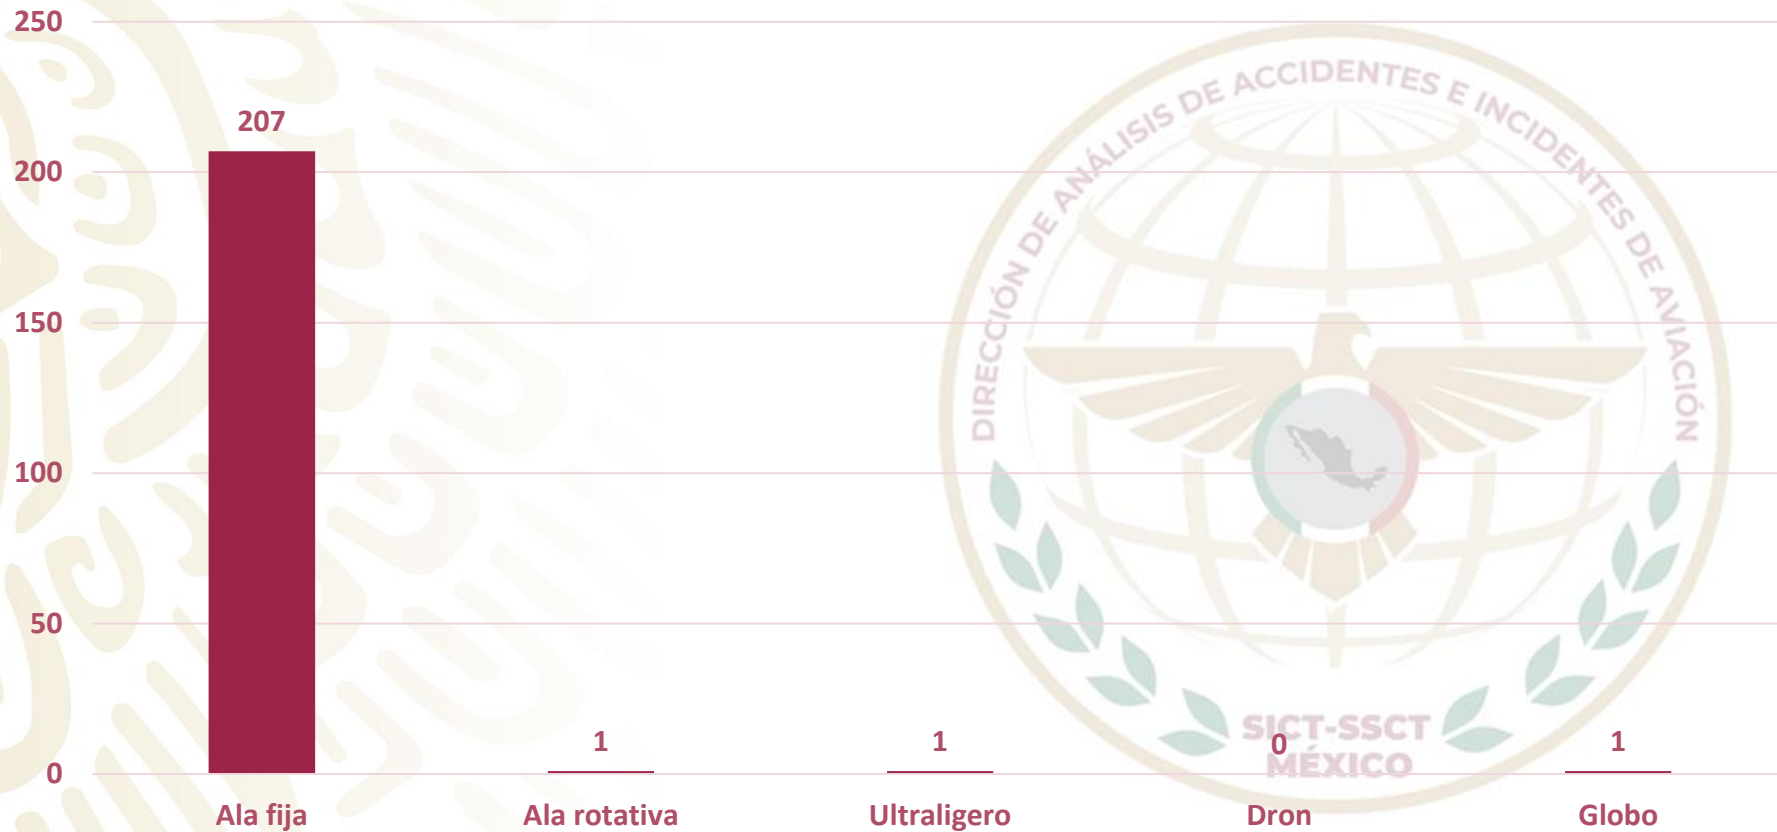 250
200
150
100
50
0
207
1
1
0
1
Ala fija
Ala rotativa
Ultraligero
Dron
Globo
DIRECCIÓN DE ANÁLISIS DE ACCIDENTES E INCIDENTES DE AVIACIÓN
SICT-SSCT
MÉXICO